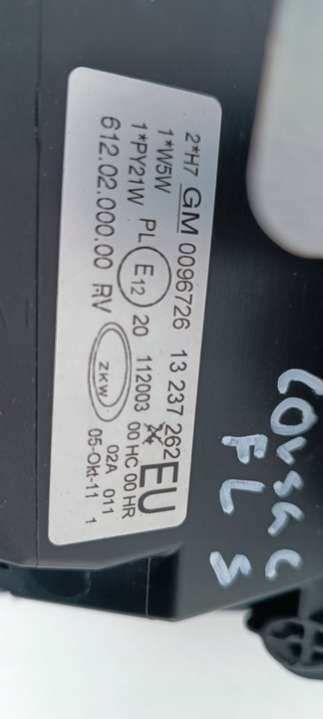 2*H7 GM 0096726 13 237 262 EU
1*W5W
1*PY21W PL E12 20 112003 00 HC 00 HR
02A 011
612.02.000.00 RV ZKW 05-Okt-11 1
Corsa C
FL S